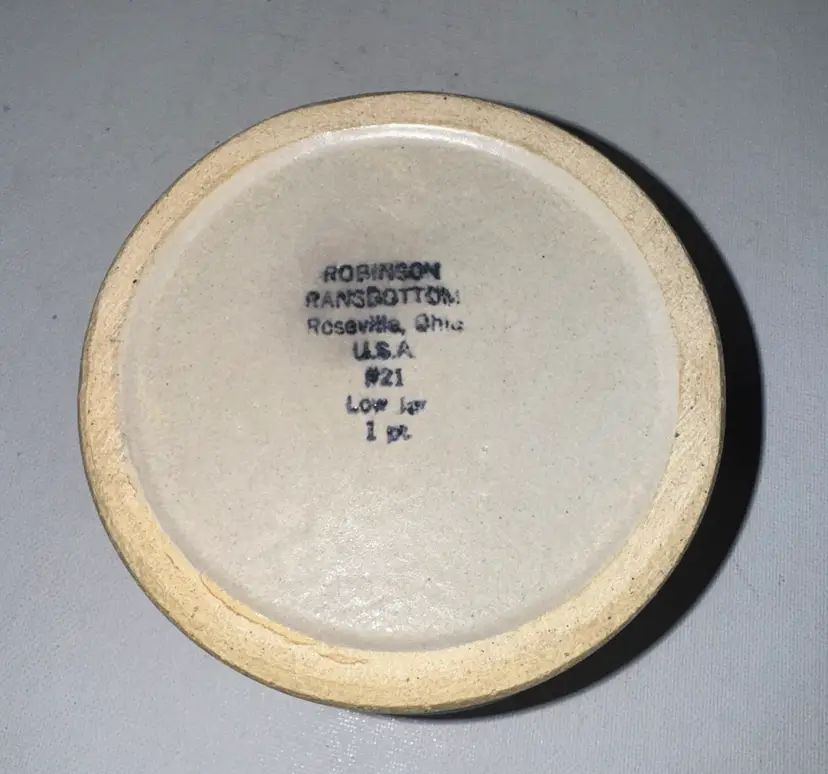 ROBINSON
RANSBOTTOM
Roseville, Ohio
U.S.A
#21
Low Jar
1 pt.